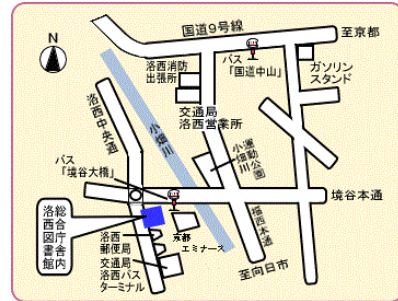 N
国道9号線
至京都
洛西消防
出張所
バス
「国道中山」
ガソリン
スタンド
交通局
洛西営業所
洛西中央通
小畑川
小畑川
運動公園
バス
「境谷大橋」
境谷本通
福西本通
総合庁舎内
洛西図書館
洛西
郵便局
京都
エミナース
交通局
洛西バス
ターミナル
至向日市